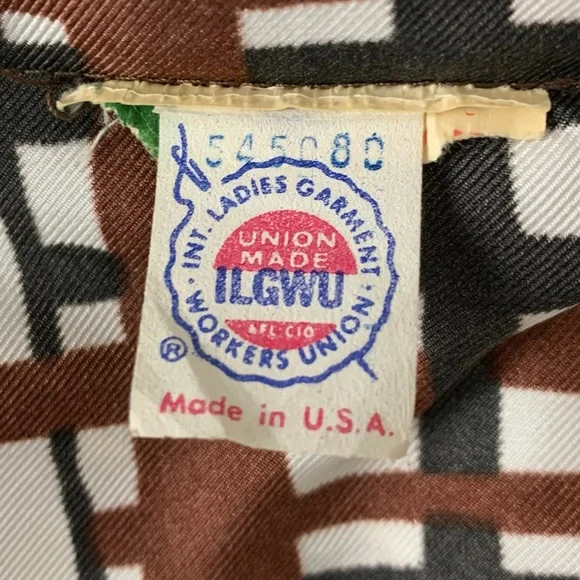 545080
INT. LADIES GARMENT
UNION
MADE
ILGWU
AFL-CIO
WORKERS UNION
®
Made in U.S.A.